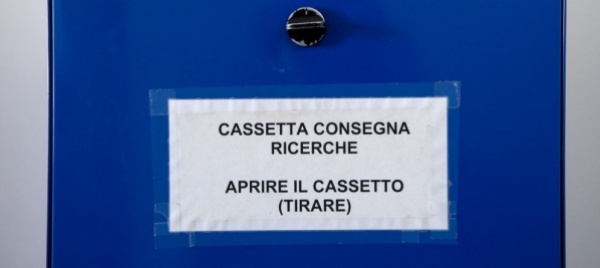 CASSETTA CONSEGNA
RICERCHE
APRIRE IL CASSETTO
(TIRARE)